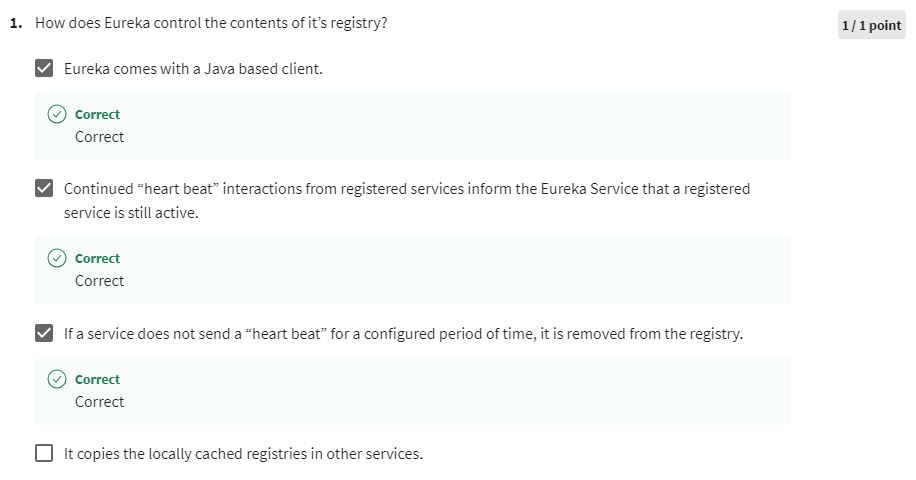 1. How does Eureka control the contents of it’s registry?
1 / 1 point
Eureka comes with a Java based client.
Correct
Correct
Continued “heart beat” interactions from registered services inform the Eureka Service that a registered
service is still active.
Correct
Correct
If a service does not send a “heart beat” for a configured period of time, it is removed from the registry.
Correct
Correct
It copies the locally cached registries in other services.